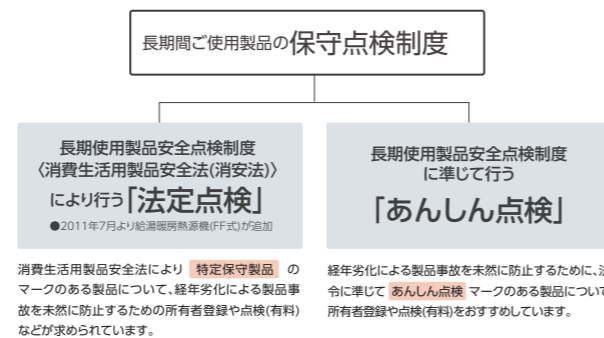 長期間ご使用製品の保守点検制度
長期使用製品安全点検制度
〈消費生活用製品安全法(消安法)〉
により行う「法定点検」
●2011年7月より給湯暖房熱源機(FF式)が追加
消費生活用製品安全法により 特定保守製品 の
マークのある製品について、経年劣化による製品事
故を未然に防止するための所有者登録や点検(有料)
などが求められています。
長期使用製品安全点検制度
に準じて行う
「あんしん点検」
経年劣化による製品事故を未然に防止するために、法
令に準じて あんしん点検 マークのある製品について
所有者登録や点検(有料)をおすすめしています。